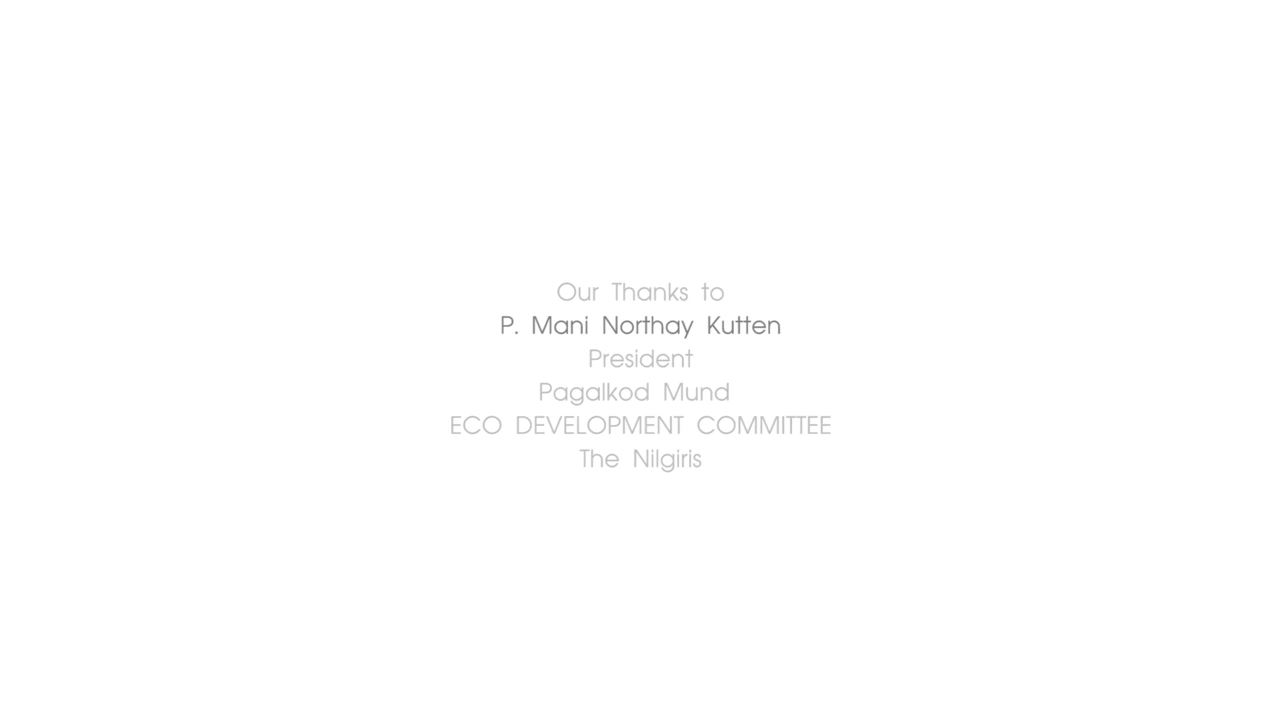 Our Thanks to
P. Mani Northay Kutten
President
Pagalkod Mund
ECO DEVELOPMENT COMMITTEE
The Nilgiris